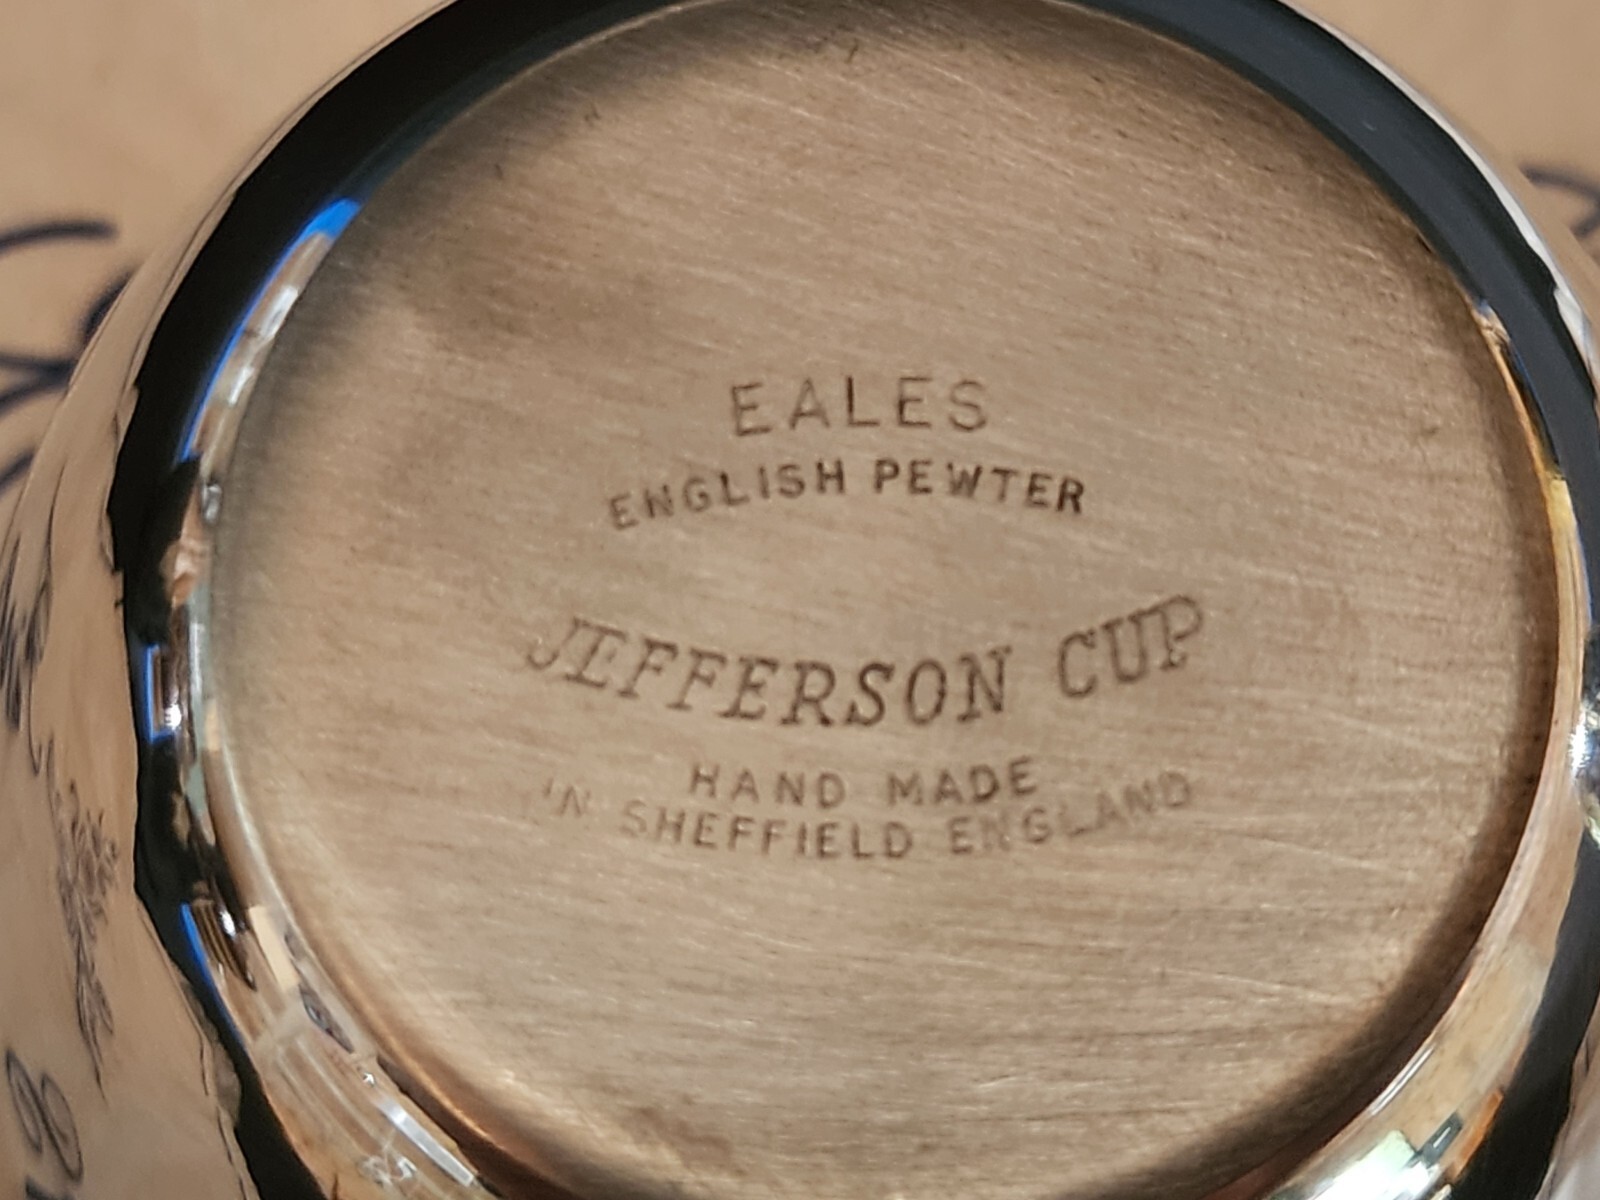 EALES
ENGLISH PEWTER
JEFFERSON CUP
HAND MADE
IN SHEFFIELD ENGLAND